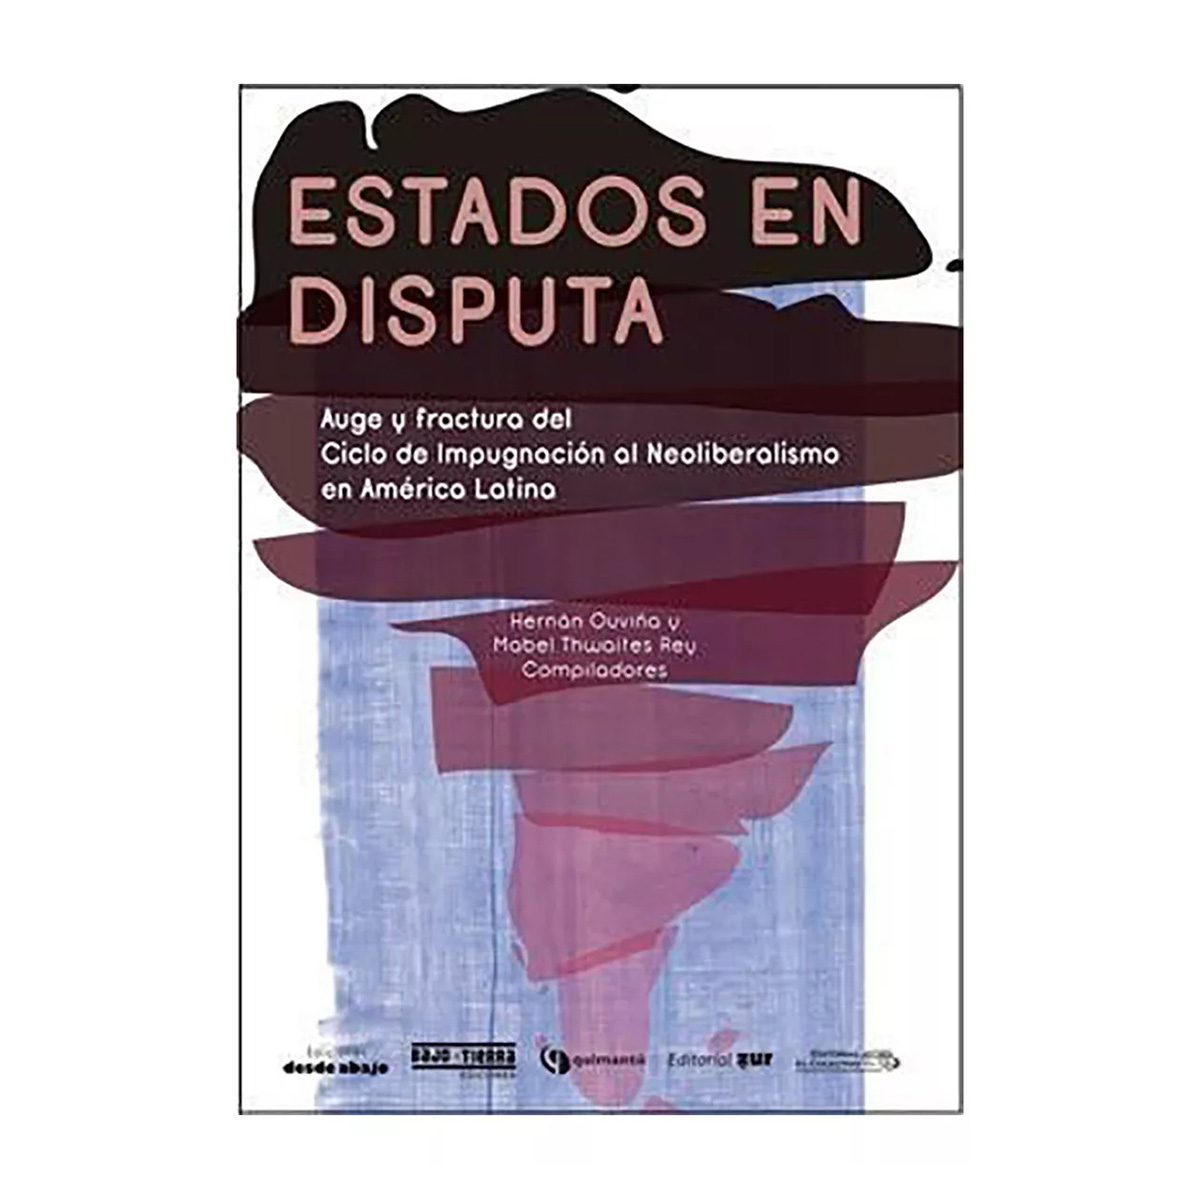 ESTADOS EN
DISPUTA
Auge y fractura del
Ciclo de Impugnación al Neoliberalismo
en América Latina
Hernán Ouviña y
Mabel Thwaites Rey
Compiladores
desde abajo
BAJO TIERRA
EDICIONES
quimantú
Editorial zur